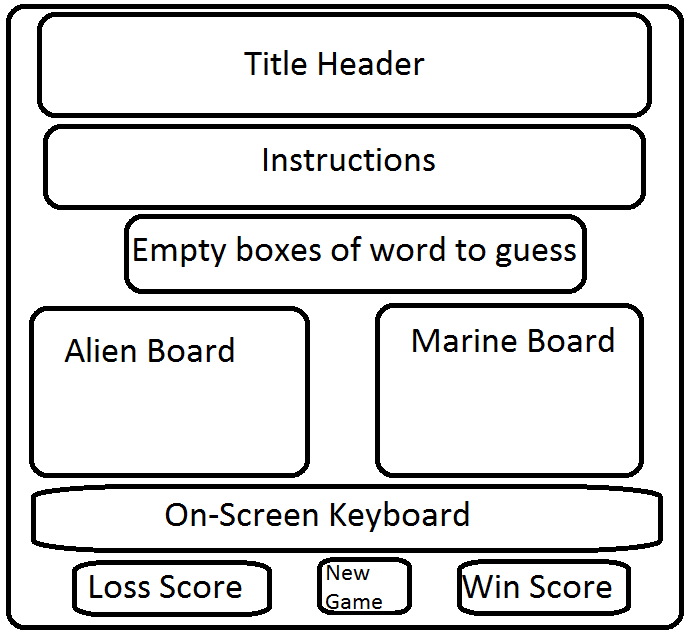 Title Header
Instructions
Empty boxes of word to guess
Alien Board
Marine Board
On-Screen Keyboard
Loss Score
New
Game
Win Score